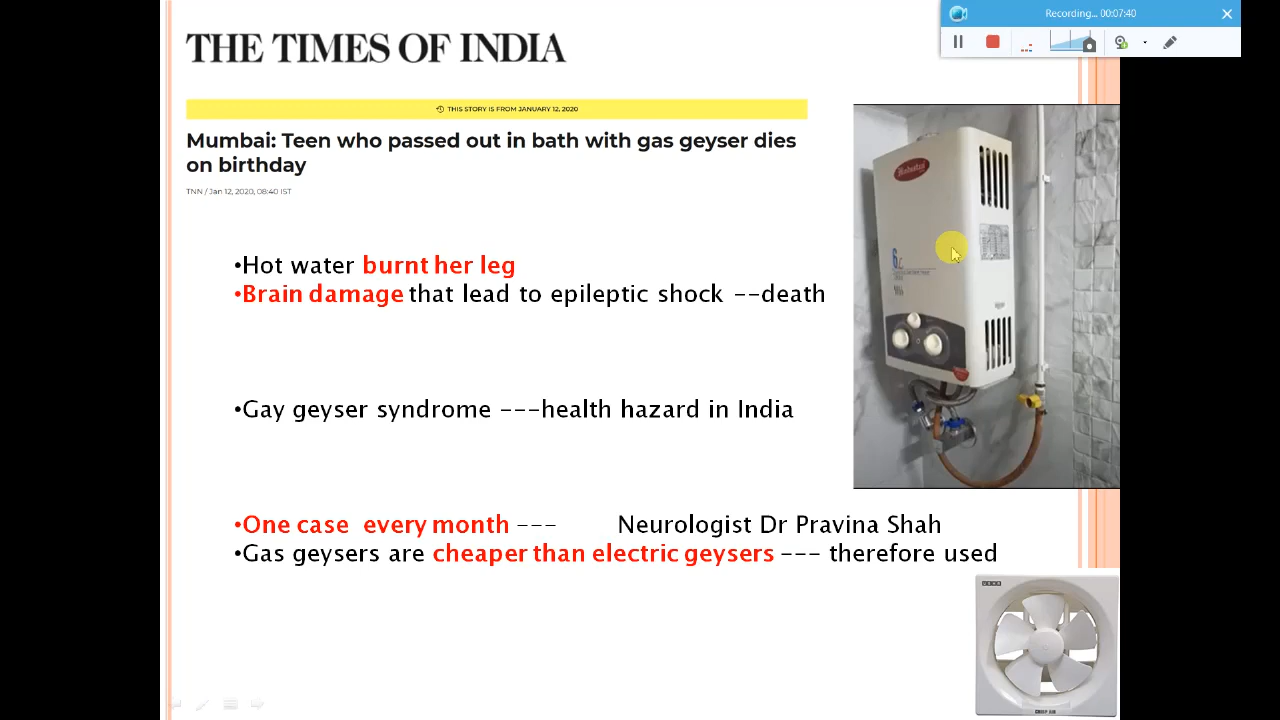 Recording... 00:07:40
THE TIMES OF INDIA
THIS STORY IS FROM JANUARY 12, 2020
Mumbai: Teen who passed out in bath with gas geyser dies
on birthday
TNN / Jan 12, 2020, 08:40 IST
•Hot water burnt her leg
•Brain damage that lead to epileptic shock --death
•Gay geyser syndrome ---health hazard in India
•One case every month --- Neurologist Dr Pravina Shah
•Gas geysers are cheaper than electric geysers --- therefore used
Hindustan
6L